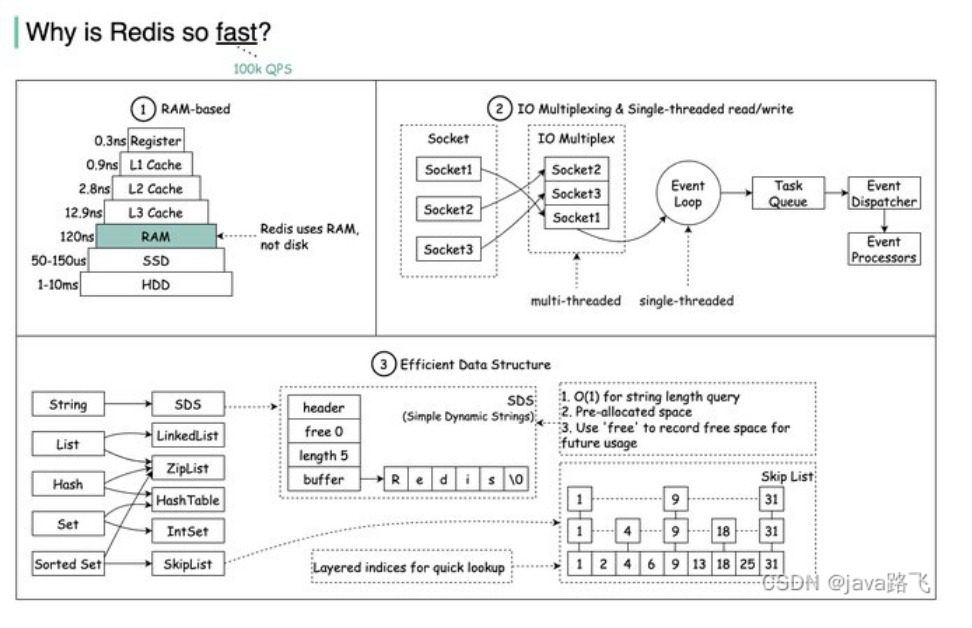 Why is Redis so fast?
100k QPS
1 RAM-based
0.3ns Register
0.9ns L1 Cache
2.8ns L2 Cache
12.9ns L3 Cache
120ns RAM
50-150us SSD
1-10ms HDD
Redis uses RAM,
not disk
2 IO Multiplexing & Single-threaded read/write
Socket
Socket1
Socket2
Socket3
IO Multiplex
Socket2
Socket3
Socket1
Event
Loop
Task
Queue
Event
Dispatcher
Event
Processors
multi-threaded
single-threaded
3 Efficient Data Structure
String
List
Hash
Set
Sorted Set
SDS
LinkedList
ZipList
HashTable
IntSet
SkipList
header
free 0
length 5
buffer
R e d i s \0
SDS
(Simple Dynamic Strings)
1. O(1) for string length query
2. Pre-allocated space
3. Use 'free' to record free space for
future usage
Skip List
1 9 31
1 4 9 18 31
1 2 4 6 9 13 18 25 31
Layered indices for quick lookup
CSDN @java路飞